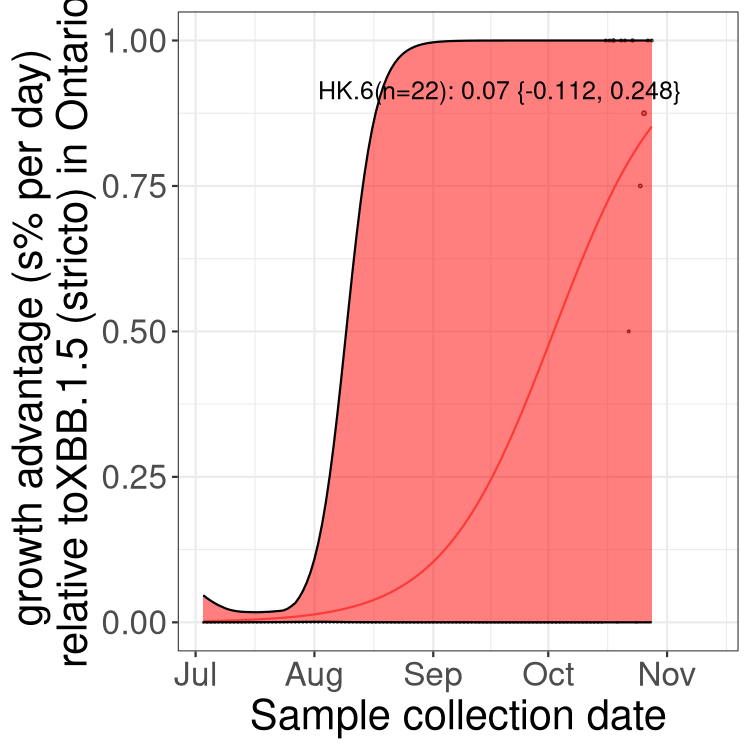 growth advantage (s% per day)
relative toXBB.1.5 (stricto) in Ontario
1.00
0.75
0.50
0.25
0.00
HK.6(n=22): 0.07 {-0.112, 0.248}
Jul Aug Sep Oct Nov
Sample collection date